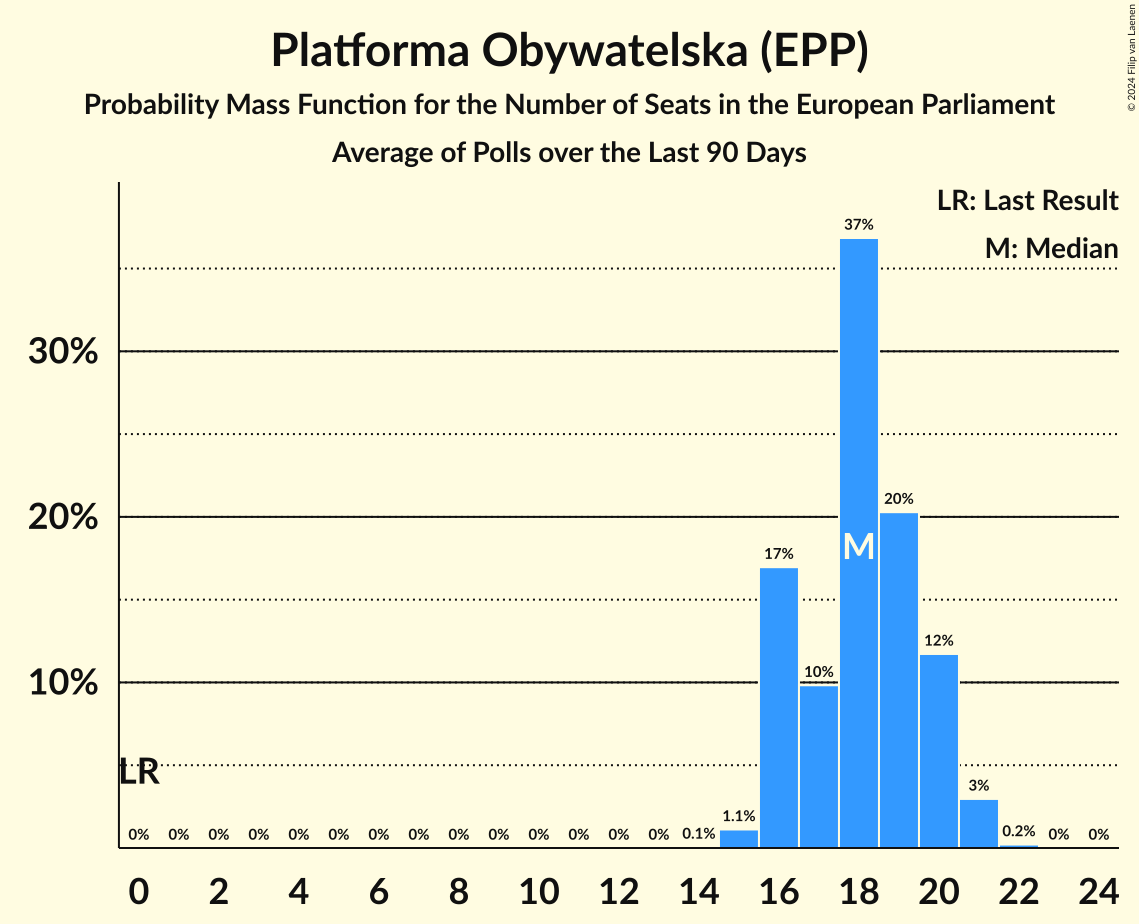 Platforma Obywatelska (EPP)
Probability Mass Function for the Number of Seats in the European Parliament
Average of Polls over the Last 90 Days
© 2024 Filip van Laenen
LR: Last Result
M: Median
37%
30%
20%
20%
M
17%
12%
10%
10%
LR
3%
1.1%
0% 0% 0% 0% 0% 0% 0% 0% 0% 0% 0% 0% 0% 0% 0.1% 0.2% 0% 0%
0 2 4 6 8 10 12 14 16 18 20 22 24